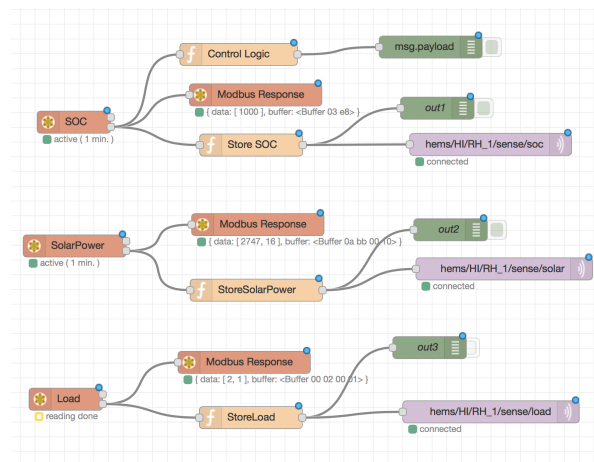 Control Logic
msg.payload
Modbus Response
{ data: [ 1000 ], buffer: <Buffer 03 e8> }
out1
SOC
active ( 1 min. )
Store SOC
hems/HI/RH_1/sense/soc
connected
Modbus Response
{ data: [ 2747, 16 ], buffer: <Buffer 0a bb 00 10> }
out2
SolarPower
active ( 1 min. )
StoreSolarPower
hems/HI/RH_1/sense/solar
connected
out3
Modbus Response
{ data: [ 2, 1 ], buffer: <Buffer 00 02 00 01> }
Load
reading done
StoreLoad
hems/HI/RH_1/sense/load
connected